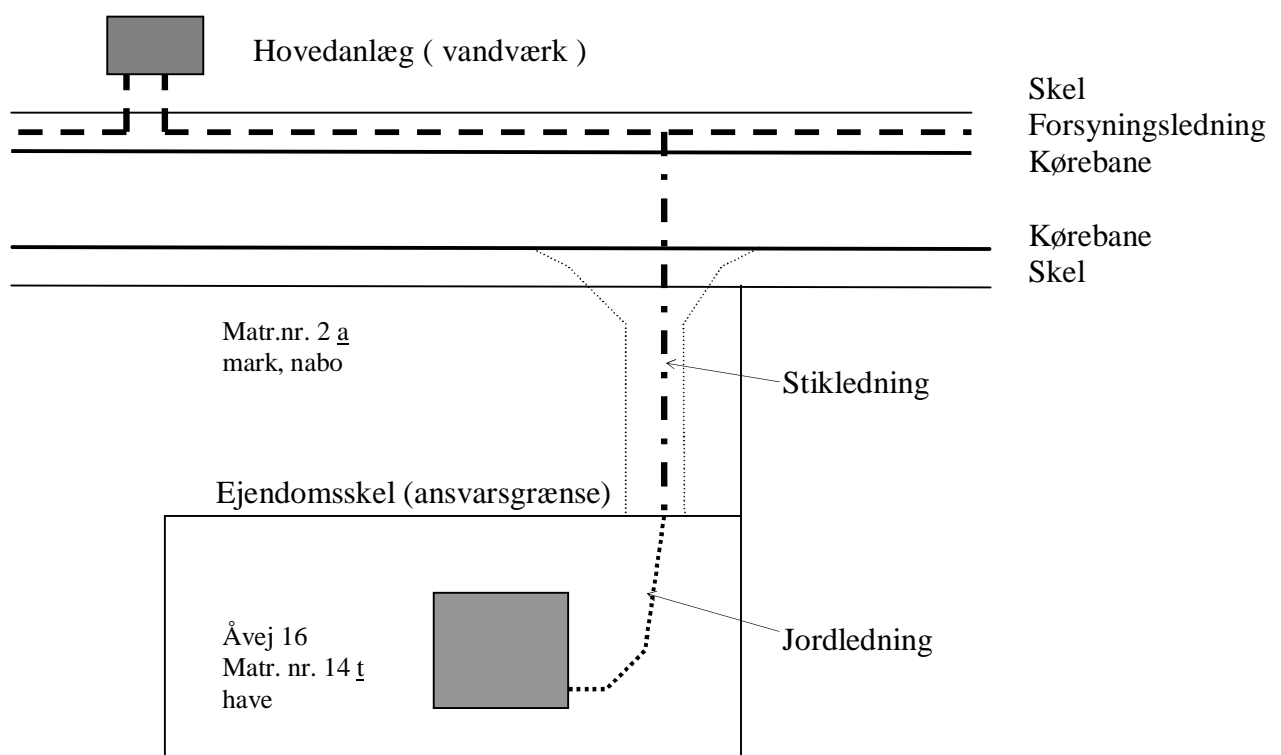 Hovedanlæg ( vandværk )
Skel
Forsyningsledning
Kørebane
Kørebane
Skel
Matr.nr. 2 a
mark, nabo
Stikledning
Ejendomsskel (ansvarsgrænse)
Åvej 16
Matr. nr. 14 t
have
Jordledning